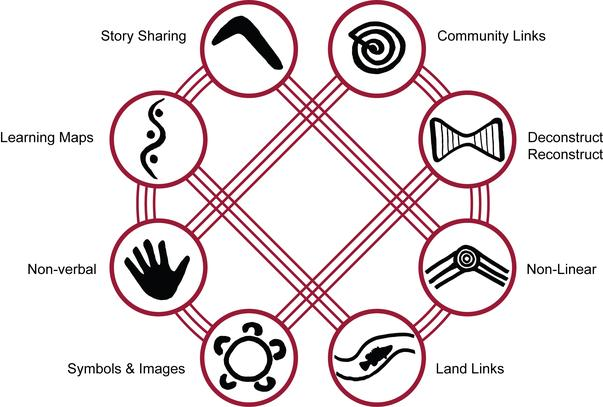 Story Sharing
Community Links
Learning Maps
Deconstruct
Reconstruct
Non-verbal
Non-Linear
Symbols & Images
Land Links